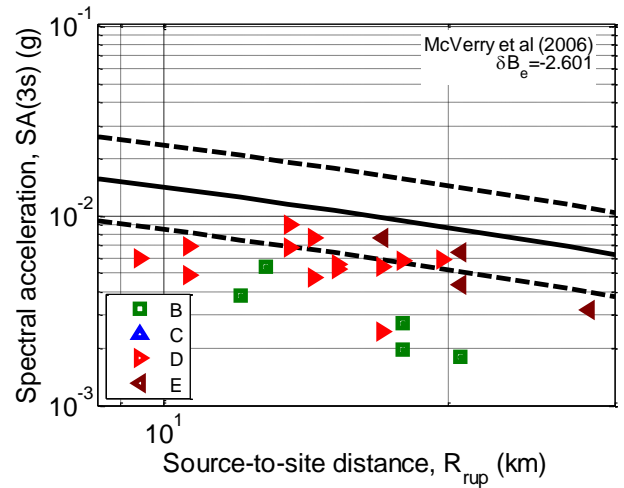 10^-1
McVerry et al (2006)
δB_e=-2.601
Spectral acceleration, SA(3s) (g)
10^-2
B
C
D
E
10^-3
10^1
20
Source-to-site distance, R_rup (km)